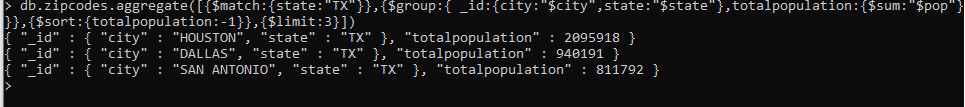 > db.zipcodes.aggregate([{$match:{state:"TX"}},{$group:{ _id:{city:"$city",state:"$state"},totalpopulation:{$sum:"$pop"}
}},{$sort:{totalpopulation:-1}},{$limit:3}])
{ "_id" : { "city" : "HOUSTON", "state" : "TX" }, "totalpopulation" : 2095918 }
{ "_id" : { "city" : "DALLAS", "state" : "TX" }, "totalpopulation" : 940191 }
{ "_id" : { "city" : "SAN ANTONIO", "state" : "TX" }, "totalpopulation" : 811792 }
>